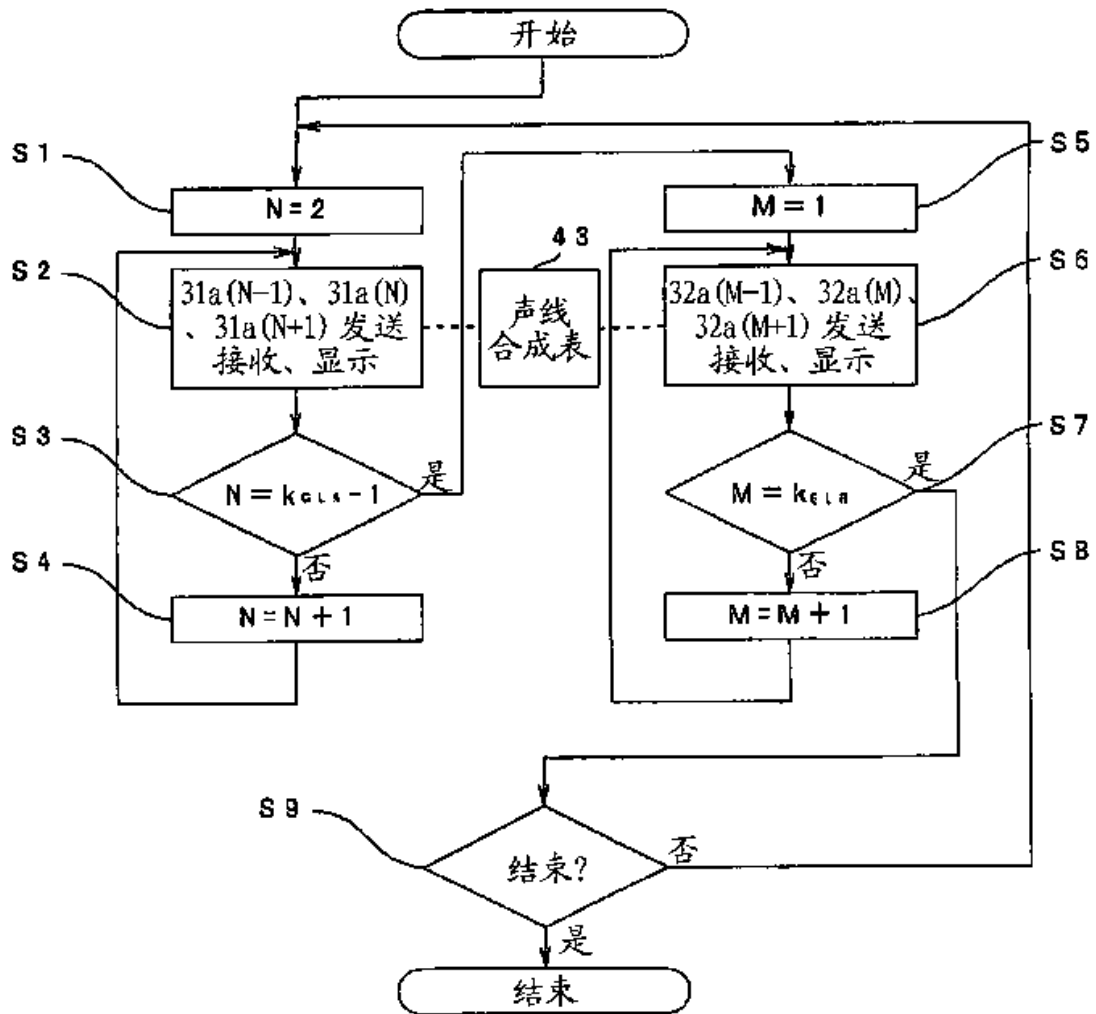 开始
S1
N=2
S5
M=1
43
S2
31a(N-1)、31a(N)
、31a(N+1)发送
接收、显示
声线
合成表
S6
32a(M-1)、32a(M)、
32a(M+1)发送
接收、显示
S3
是
S7
是
否
S4
N=N+1
否
S8
M=M+1
S9
结束?
否
是
结束